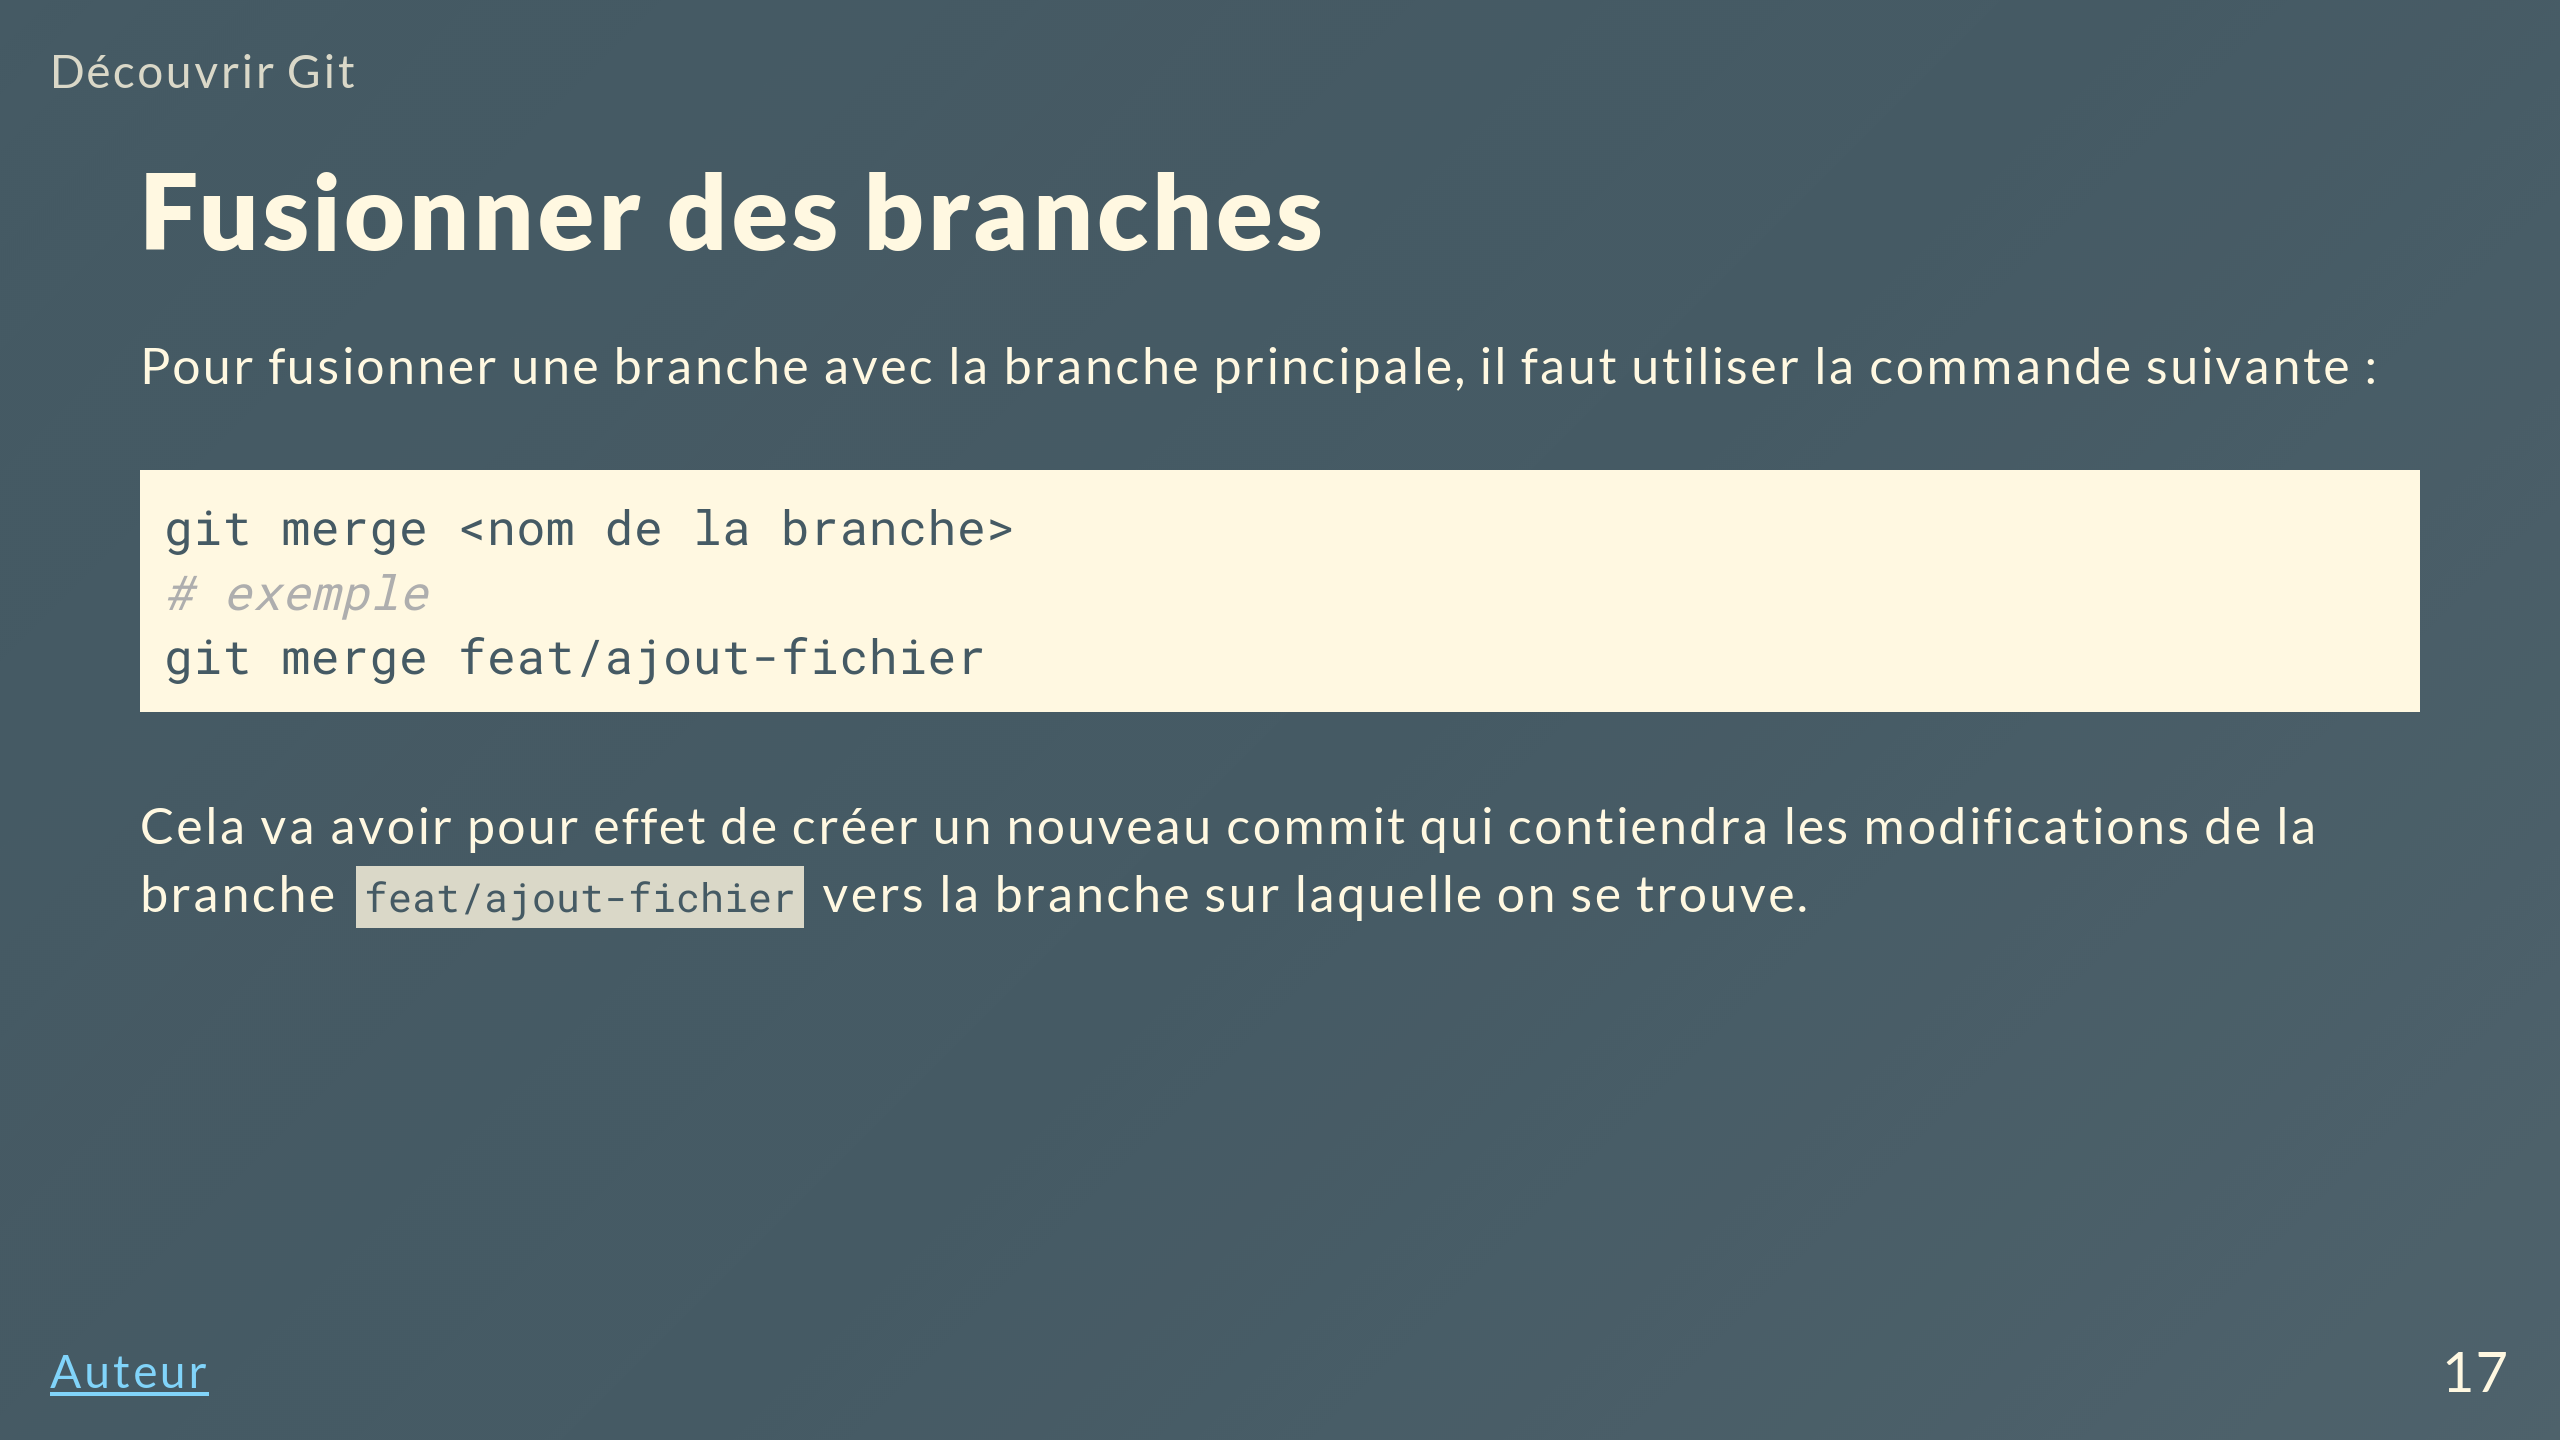 Découvrir Git
Fusionner des branches
Pour fusionner une branche avec la branche principale, il faut utiliser la commande suivante :
git merge <nom de la branche>
# exemple
git merge feat/ajout-fichier
Cela va avoir pour effet de créer un nouveau commit qui contiendra les modifications de la
branche feat/ajout-fichier vers la branche sur laquelle on se trouve.
Auteur
17